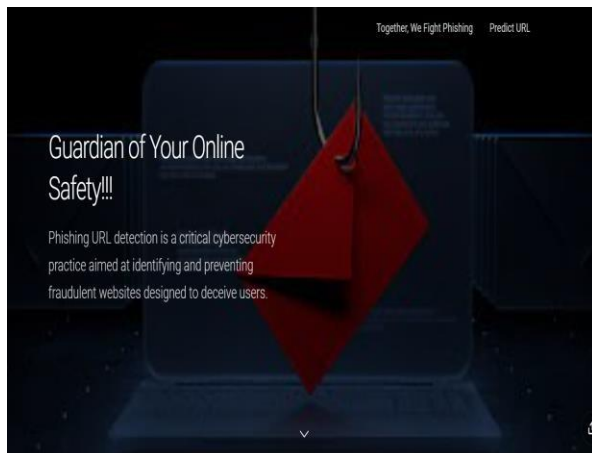 Together, We Fight Phishing Predict URL
Guardian of Your Online
Safety!!!
Phishing URL detection is a critical cybersecurity
practice aimed at identifying and preventing
fraudulent websites designed to deceive users.